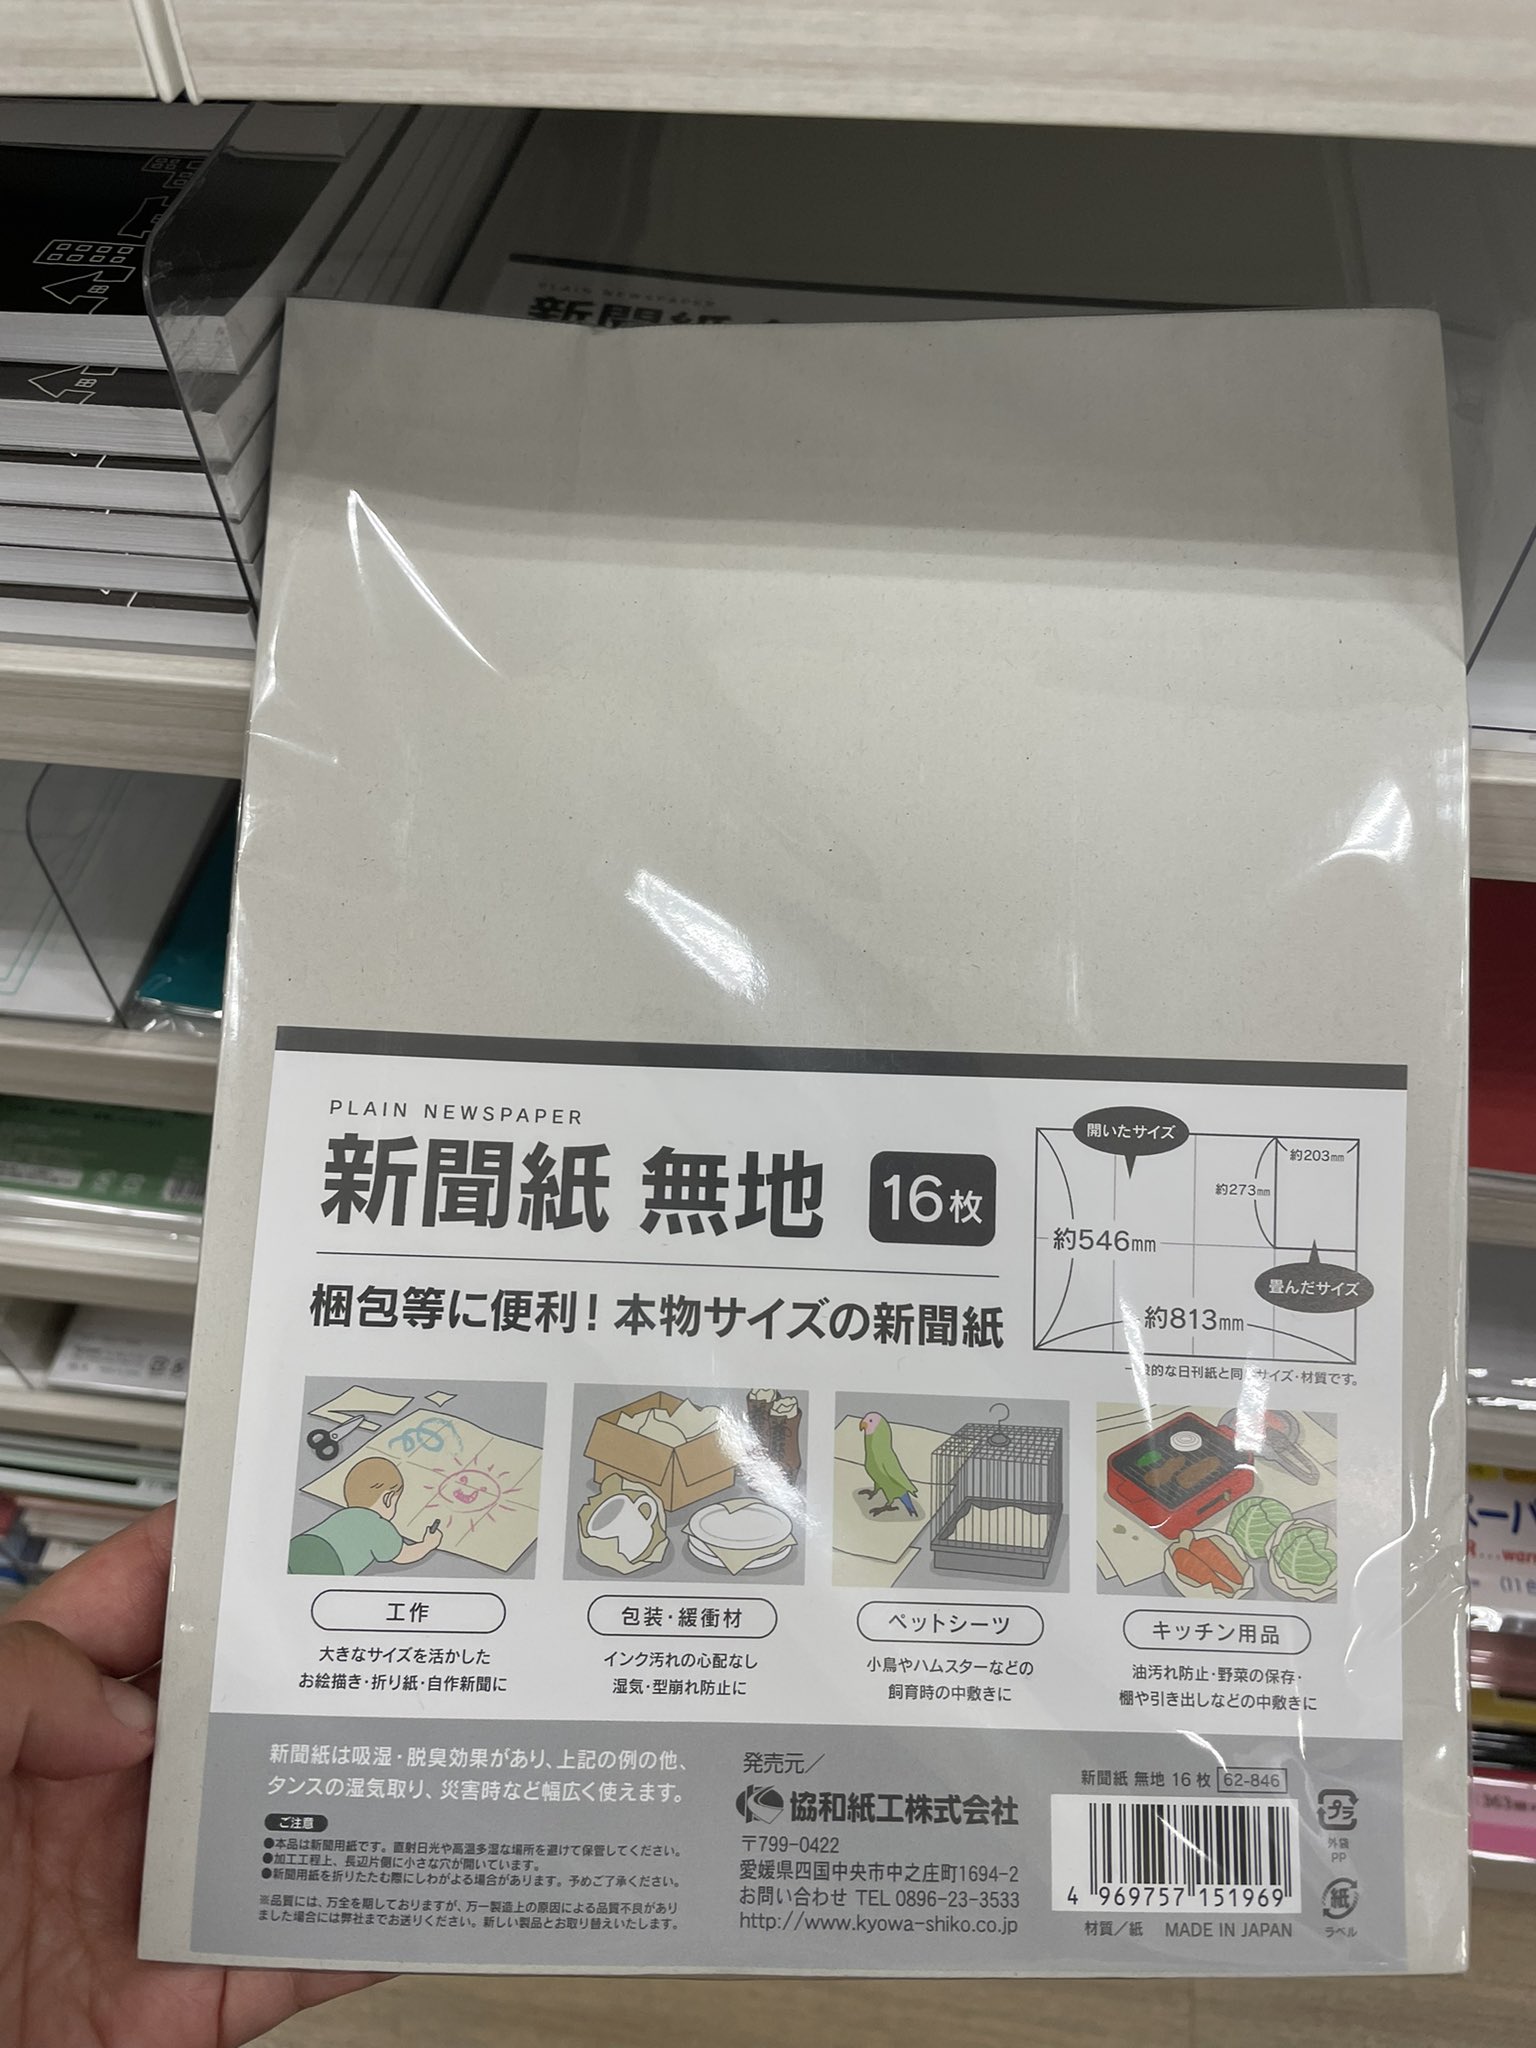 PLAIN NEWSPAPER
新聞紙
PLAIN NEWSPAPER
新聞紙 無地 16枚
梱包等に便利！本物サイズの新聞紙
開いたサイズ
約203mm
約273mm
約546mm
畳んだサイズ
約813mm
一般的な日刊紙と同じサイズ・材質です。
工作
大きなサイズを活かした
お絵描き・折り紙・自作新聞に
包装・緩衝材
インク汚れの心配なし
湿気・型崩れ防止に
ペットシーツ
小鳥やハムスターなどの
飼育時の中敷きに
キッチン用品
油汚れ防止・野菜の保存・
棚や引き出しなどの中敷きに
新聞紙は吸湿・脱臭効果があり、上記の例の他、
タンスの湿気取り、災害時など幅広く使えます。
ご注意
●本品は新聞用紙です。直射日光や高温多湿な場所を避けて保管してください。
●加工工程上、長辺片側に小さな穴が開いています。
●新聞用紙を折りたたむ際にしわがよる場合があります。予めご了承ください。
※品質には、万全を期しておりますが、万一製造上の原因による品質不良があり
ました場合には弊社までお送りください。新しい製品とお取り替えいたします。
発売元／
協和紙工株式会社
〒799-0422
愛媛県四国中央市中之庄町1694-2
お問い合わせ TEL 0896-23-3533
http://www.kyowa-shiko.co.jp
新聞紙 無地 16枚 62-846
4 969757 151969
材質／紙 MADE IN JAPAN
プラ
外袋
PP
紙
ラベル